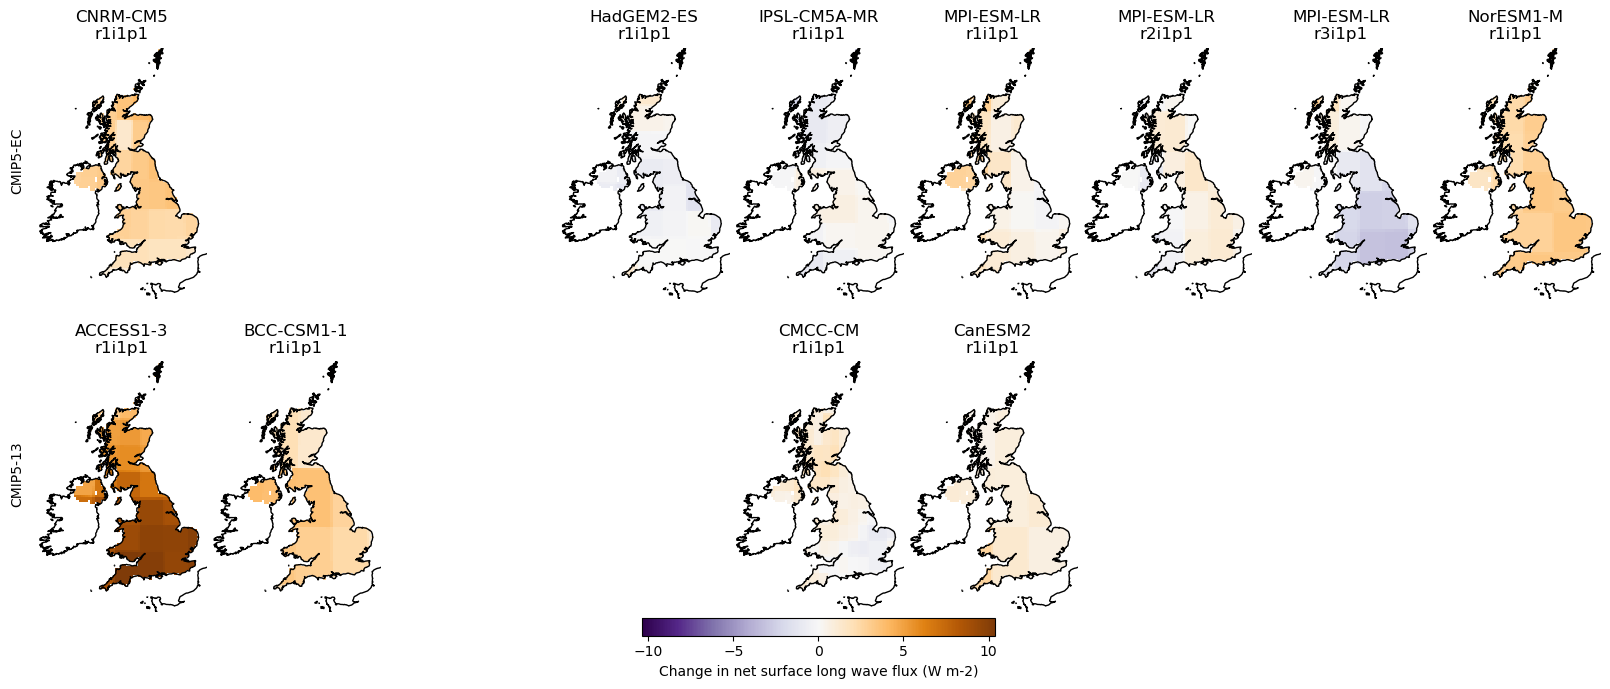 CNRM-CM5
r1i1p1
HadGEM2-ES
r1i1p1
IPSL-CM5A-MR
r1i1p1
MPI-ESM-LR
r1i1p1
MPI-ESM-LR
r2i1p1
MPI-ESM-LR
r3i1p1
NorESM1-M
r1i1p1
CMIP5-EC
ACCESS1-3
r1i1p1
BCC-CSM1-1
r1i1p1
CMCC-CM
r1i1p1
CanESM2
r1i1p1
CMIP5-13
−10 −5 0 5 10
Change in net surface long wave flux (W m-2)